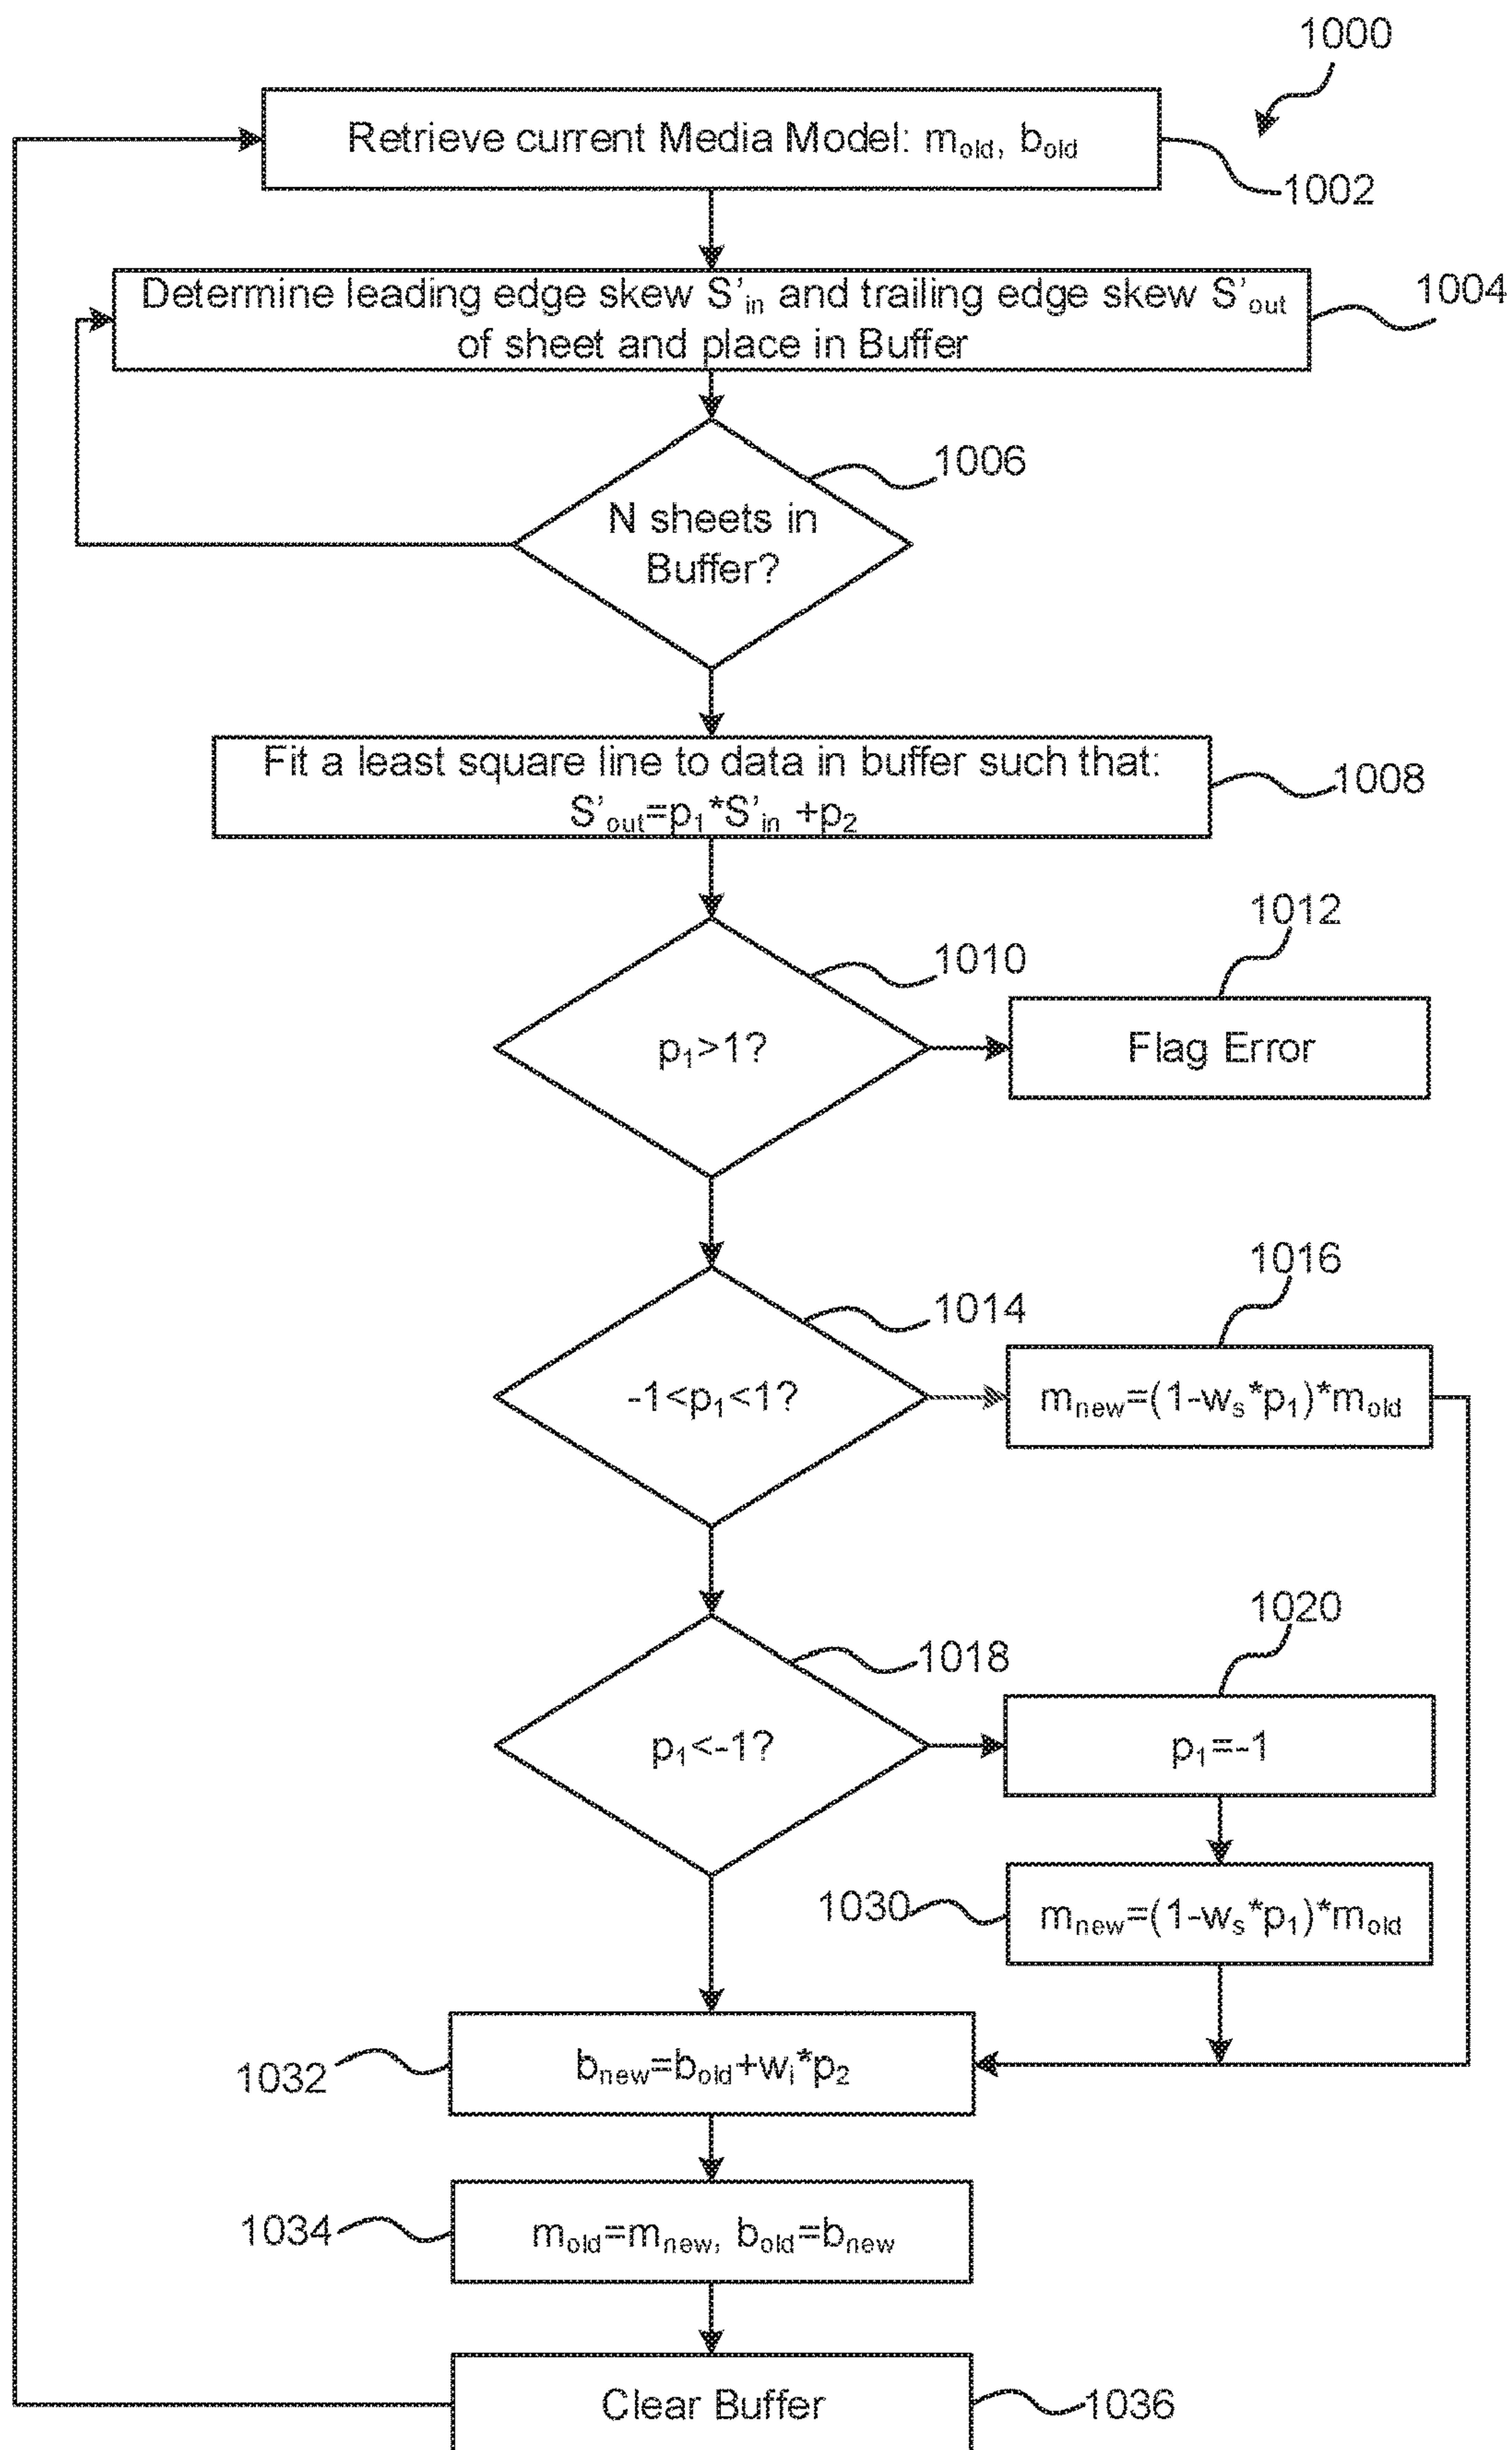 1000
Retrieve current Media Model: m_old, b_old
1002
Determine leading edge skew S'_in and trailing edge skew S'_out
of sheet and place in Buffer
1004
1006
N sheets in
Buffer?
Fit a least square line to data in buffer such that:
S'_out=p_1*S'_in +p_2
1008
1010
p_1>1?
1012
Flag Error
1014
-1<p_1<1?
1016
m_new=(1-w_s*p_1)*m_old
1018
p_1<-1?
1020
p_1=-1
1030
m_new=(1-w_s*p_1)*m_old
1032
b_new=b_old+w_i*p_2
1034
m_old=m_new, b_old=b_new
Clear Buffer
1036